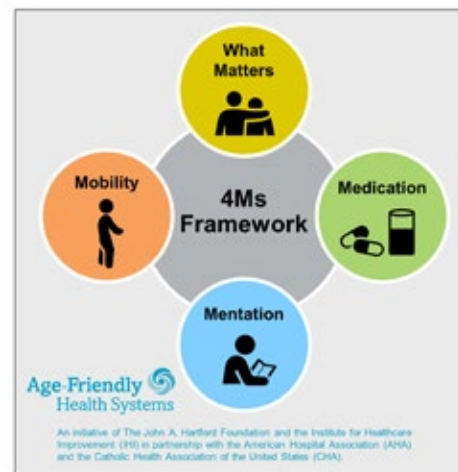 What
Matters
Mobility
4Ms
Framework
Medication
Mentation
Age-Friendly
Health Systems
An initiative of The John A. Hartford Foundation and the Institute for Healthcare
Improvement (IHI) in partnership with the American Hospital Association (AHA)
and the Catholic Health Association of the United States (CHA).